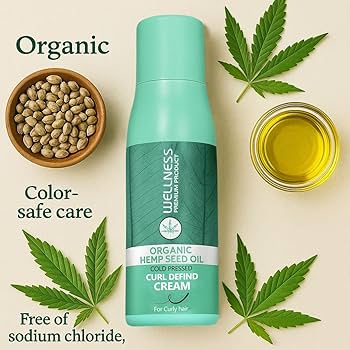 Organic
Color-
safe care
Free of
sodium chloride,
WELLNESS
PREMIUM PRODUCT
ORGANIC
HEMP SEED OIL
COLD PRESSED
CURL DEFIND
CREAM
For Curly hair